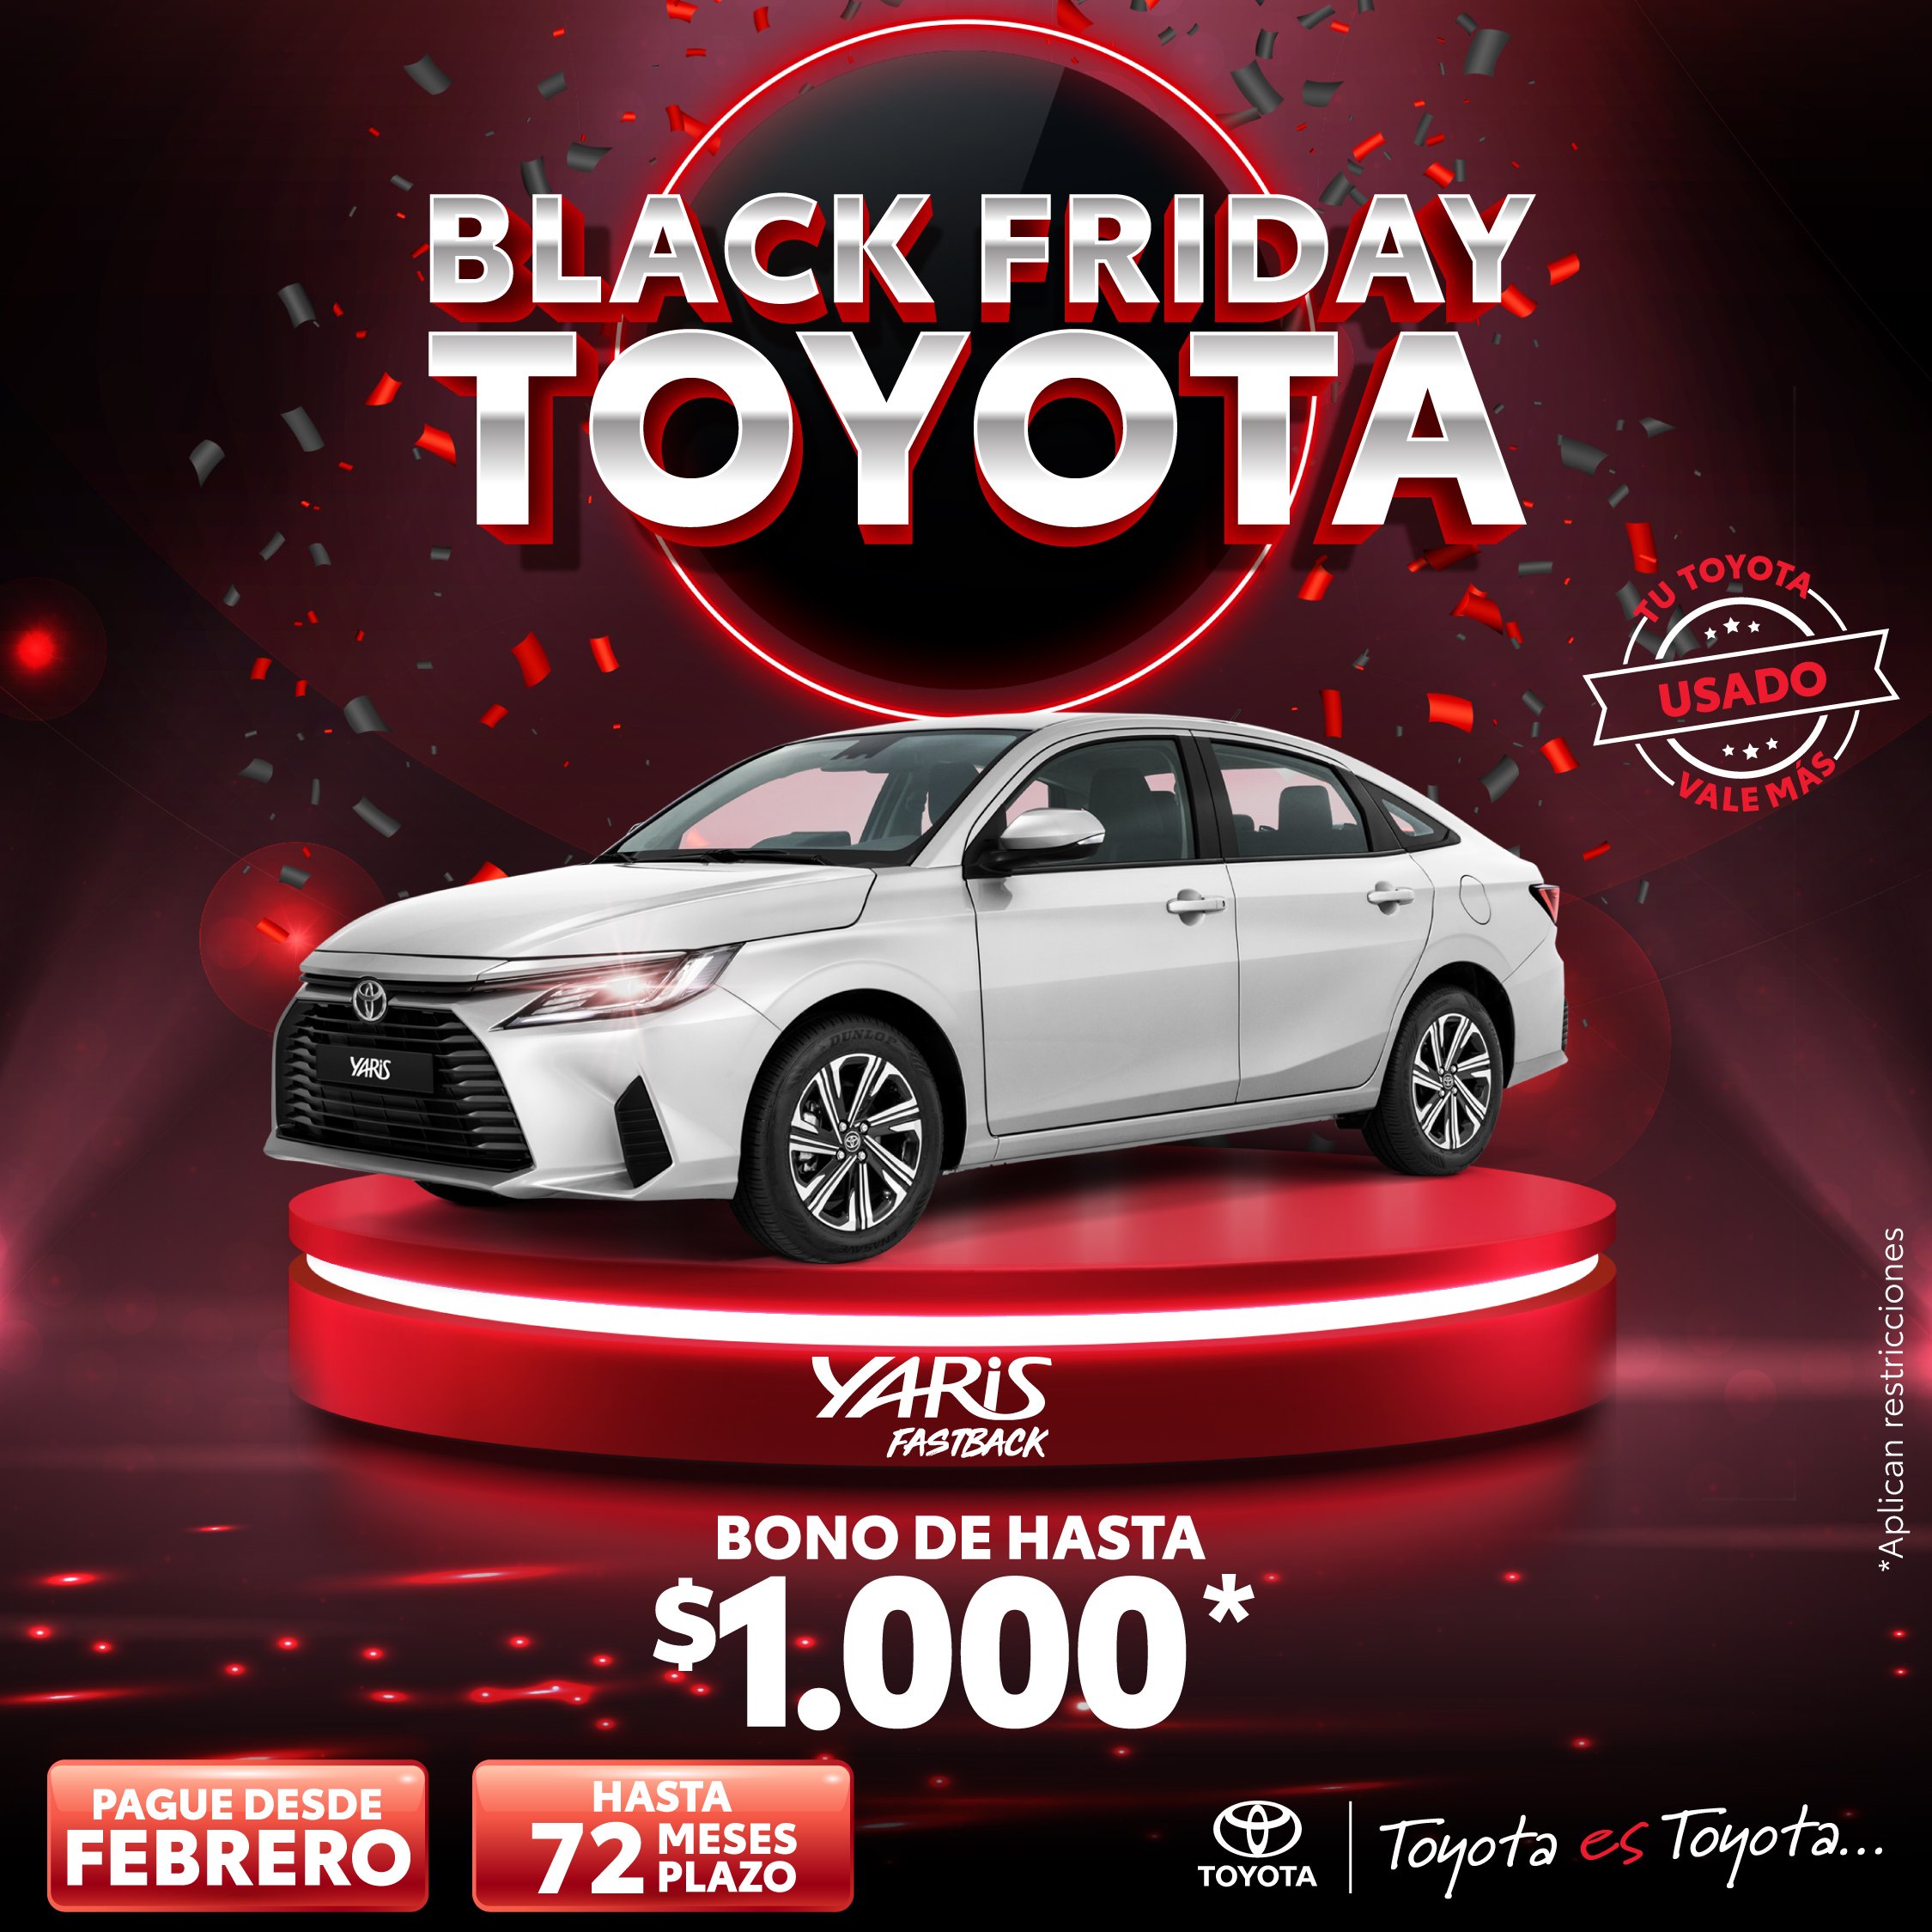 BLACK FRIDAY
TOYOTA
TU TOYOTA
USADO
VALE MÁS
DUNLOP
YARiS
YARiS
FASTBACK
BONO DE HASTA
$1.000*
*Aplican restricciones
PAGUE DESDE
FEBRERO
HASTA
72 MESES
PLAZO
TOYOTA
Toyota es Toyota...